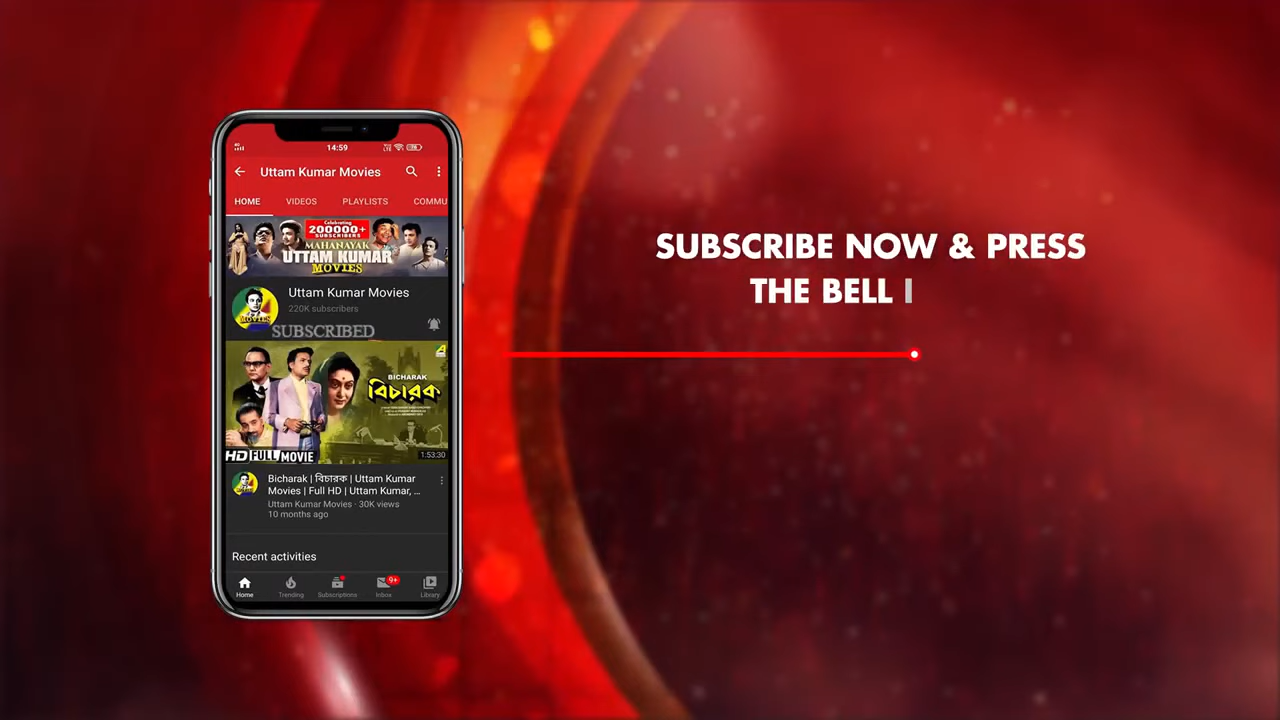 14:59
Uttam Kumar Movies
HOME VIDEOS PLAYLISTS COMMU
Celebrating
200000+
SUBSCRIBERS
MAHANAYAK
UTTAM KUMAR
MOVIES
Uttam Kumar Movies
220K subscribers
MOVIES
SUBSCRIBED
BICHARAK
বিচারক
HD FULL MOVIE
1:53:30
Bicharak | বিচারক | Uttam Kumar
Movies | Full HD | Uttam Kumar, ...
Uttam Kumar Movies · 30K views
10 months ago
Recent activities
9+
Home Trending Subscriptions Inbox Library
SUBSCRIBE NOW & PRESS
THE BELL I